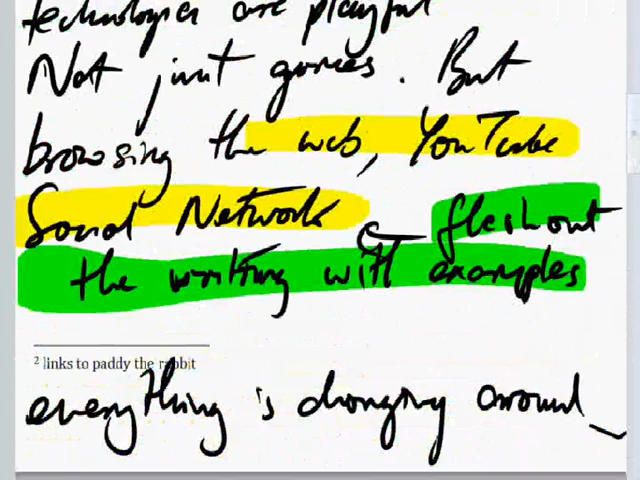 technologies are playful
Not just games. But
browsing the web, YouTube
Social Network
flesh out
the writing with examples
2 links to paddy the rabbit
everything is changing around